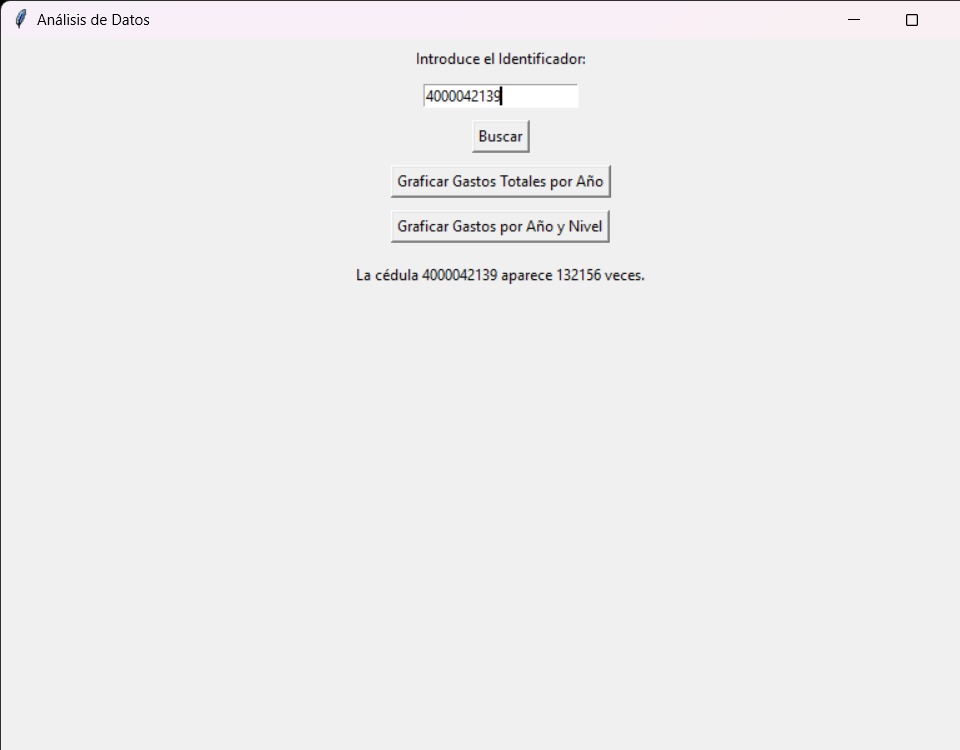 Análisis de Datos
Introduce el Identificador:
4000042139
Buscar
Graficar Gastos Totales por Año
Graficar Gastos por Año y Nivel
La cédula 4000042139 aparece 132156 veces.